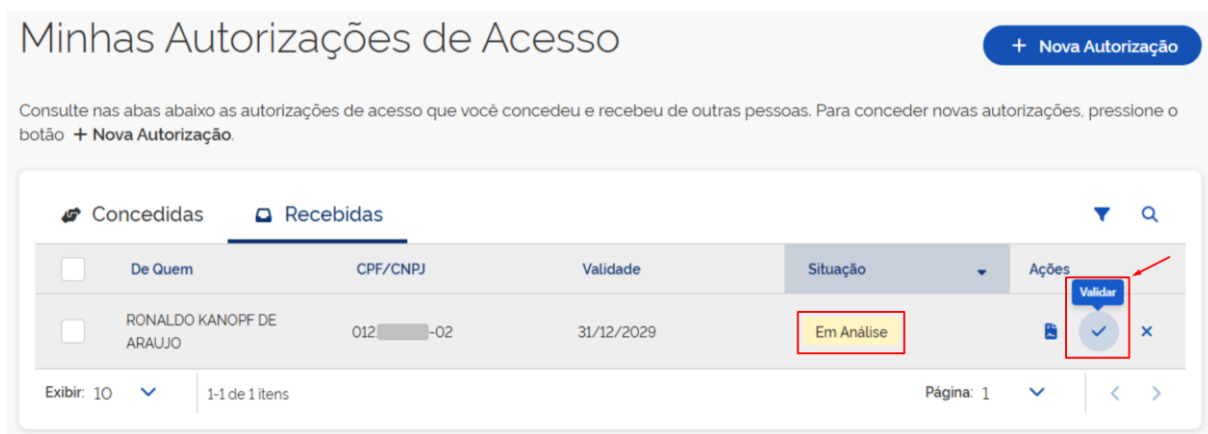 Minhas Autorizações de Acesso
+ Nova Autorização
Consulte nas abas abaixo as autorizações de acesso que você concedeu e recebeu de outras pessoas. Para conceder novas autorizações, pressione o
botão + Nova Autorização.
Concedidas Recebidas
De Quem CPF/CNPJ Validade Situação Ações
Validar
RONALDO KANOPF DE
ARAUJO
012 -02 31/12/2029 Em Análise
Exibir: 10 1-1 de 1 itens Página: 1